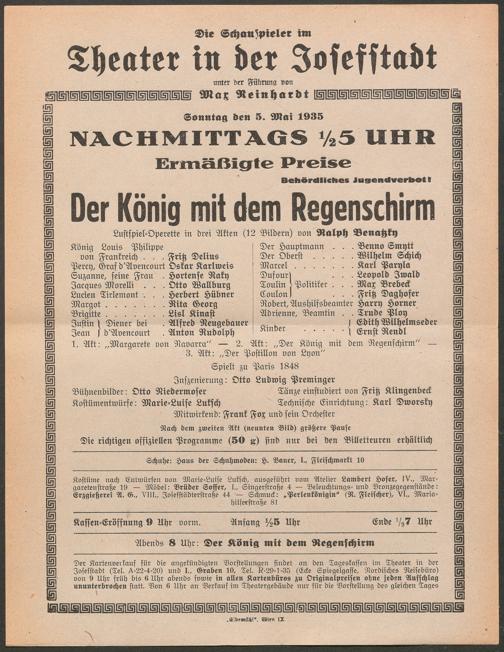 Die Schauspieler im
Theater in der Josefstadt
unter der Führung von
Max Reinhardt
Sonntag den 5. Mai 1935
NACHMITTAGS ½5 UHR
Ermäßigte Preise
Behördliches Jugendverbot!
Der König mit dem Regenschirm
Lustspiel-Operette in drei Akten (12 Bildern) von Ralph Benatzky
König Louis Philippe
von Frankreich . . . Fritz Delius
Percy, Graf d'Avencourt Oskar Karlweis
Suzanne, seine Frau . . Hortense Raky
Jacques Morelli . . . Otto Wallburg
Lucien Tirlemont . . Herbert Hübner
Margot . . . . . Rita Georg
Brigitte . . . . . Lisl Kinast
Justin } Diener bei . Alfred Neugebauer
Jean } d'Avencourt . Anton Rudolph
Der Hauptmann . . . Benno Smytt
Der Oberst . . . . Wilhelm Schich
Marcel . . . . . Karl Paryla
Dufour } Leopold Zwald
Toulin } Politiker . . Max Brebeck
Coulon } Fritz Daghofer
Robert, Aushilfsbeamter Harry Horner
Adrienne, Beamtin . . Trude Ploy
Kinder . . . . . { Edith Wilhelmseder
{ Ernst Rendl
1. Akt: „Margarete von Navarra" — 2. Akt: „Der König mit dem Regenschirm" —
3. Akt: „Der Postillon von Lyon"
Spielt zu Paris 1848
Inszenierung: Otto Ludwig Preminger
Bühnenbilder: Otto Niedermoser Tänze einstudiert von Fritz Klingenbeck
Kostümentwürfe: Marie-Luise Lutsch Technische Einrichtung: Karl Dworsky
Mitwirkend: Frank Fox und sein Orchester
Nach dem zweiten Akt (neunten Bild) größere Pause
Die richtigen offiziellen Programme (50 g) sind nur bei den Billetteuren erhältlich
Schuhe: Haus der Schuhmoden: H. Bauer, I., Fleischmarkt 10
Kostüme nach Entwürfen von Marie-Luise Lutsch, ausgeführt vom Atelier Lambert Hofer, IV., Mar-
garetenstraße 19 — Möbel: Brüder Soffer, I., Singerstraße 4 — Beleuchtungs- und Bronzegegenstände:
Erzgießerei A. G., VIII., Josefstädterstraße 44 — Schmuck: „Perlenkönigin" (R. Fleischer), VI., Maria-
hilferstraße 81
Kassen-Eröffnung 9 Uhr vorm. Anfang ½5 Uhr Ende ½7 Uhr
Abends 8 Uhr: Der König mit dem Regenschirm
Der Kartenverkauf für die angekündigten Vorstellungen findet an den Tageskassen im Theater in der
Josefstadt (Tel. A-22-4-20) und I., Graben 10, Tel. R-29-1-35 (Ecke Spiegelgasse, Nordisches Reisebüro)
von 9 Uhr früh bis 6 Uhr abends sowie in allen Kartenbüros zu Originalpreisen ohne jeden Aufschlag
ununterbrochen statt. Von 6 Uhr an Verkauf im Theatergebäude nur für die Vorstellung des gleichen Tages.
„Elbemühl", Wien IX.